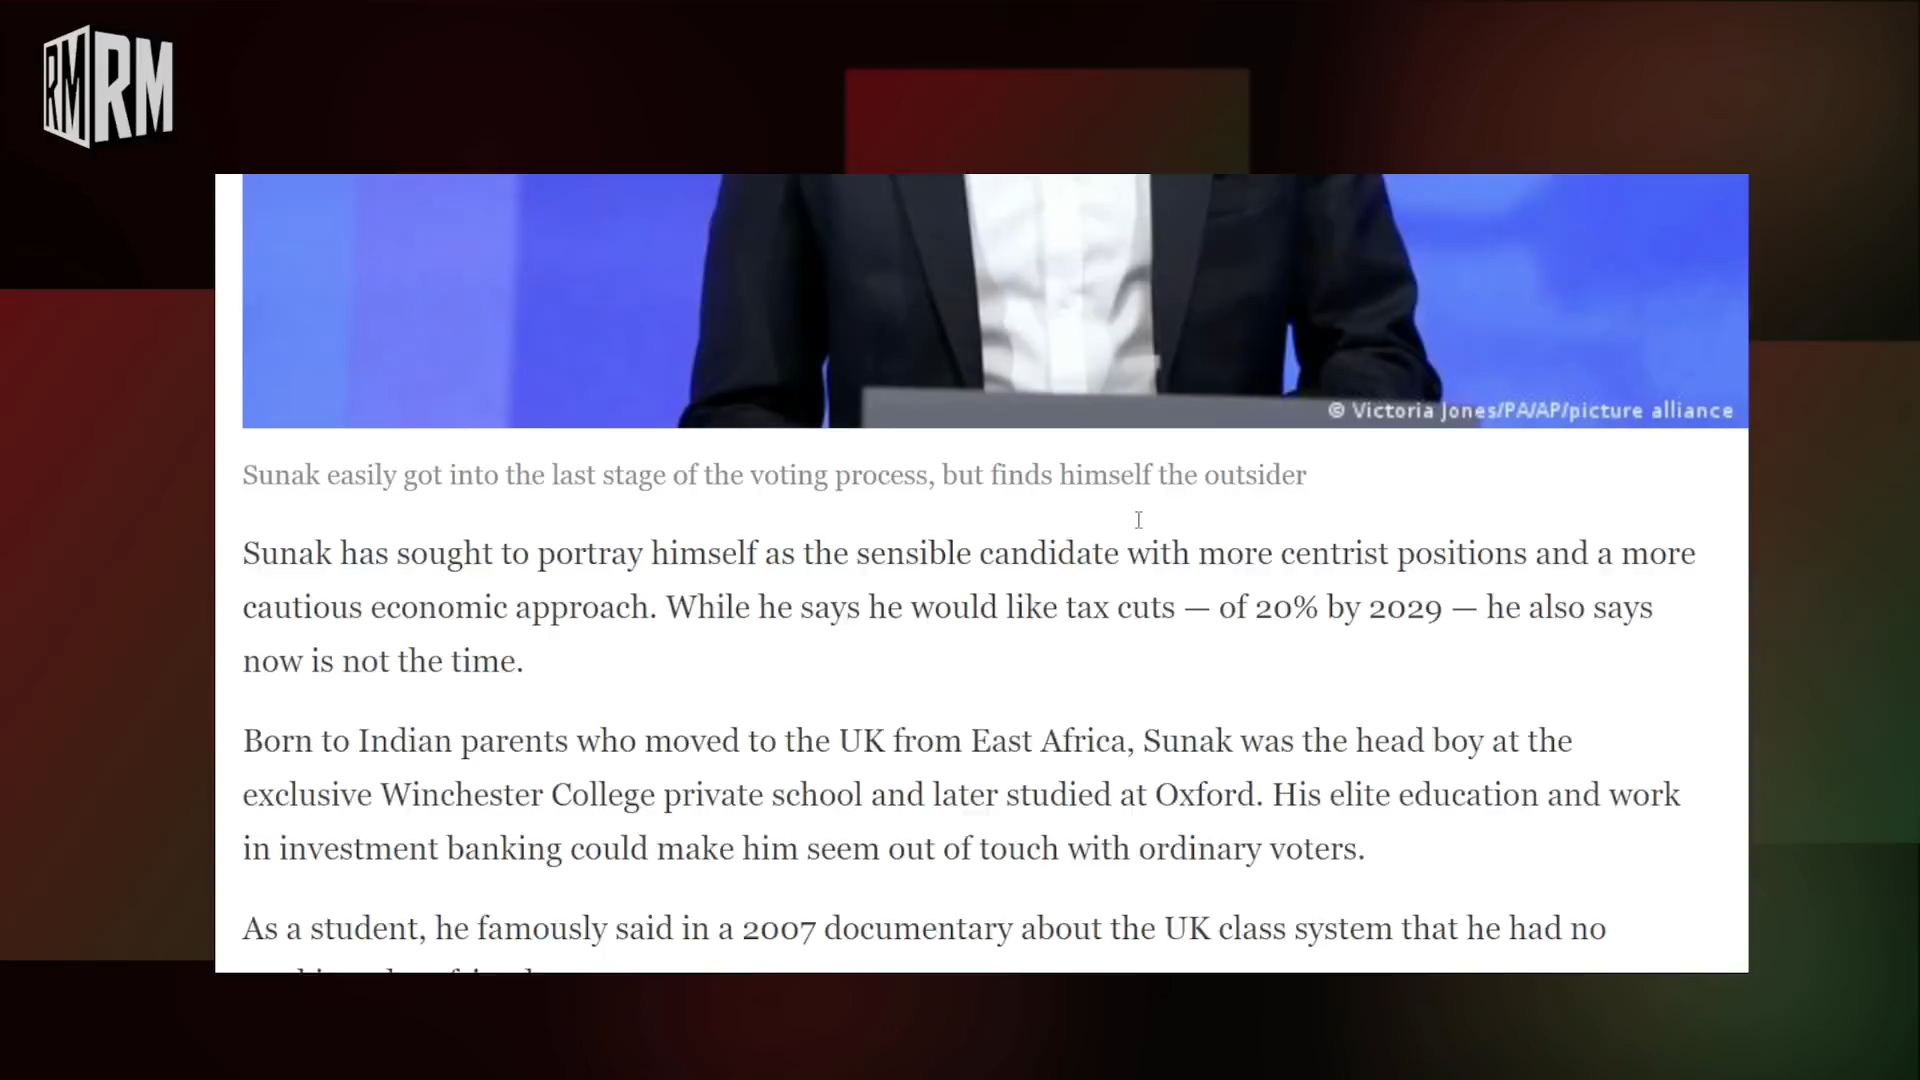 RM RM
© Victoria Jones/PA/AP/picture alliance
Sunak easily got into the last stage of the voting process, but finds himself the outsider
Sunak has sought to portray himself as the sensible candidate with more centrist positions and a more
cautious economic approach. While he says he would like tax cuts — of 20% by 2029 — he also says
now is not the time.
Born to Indian parents who moved to the UK from East Africa, Sunak was the head boy at the
exclusive Winchester College private school and later studied at Oxford. His elite education and work
in investment banking could make him seem out of touch with ordinary voters.
As a student, he famously said in a 2007 documentary about the UK class system that he had no